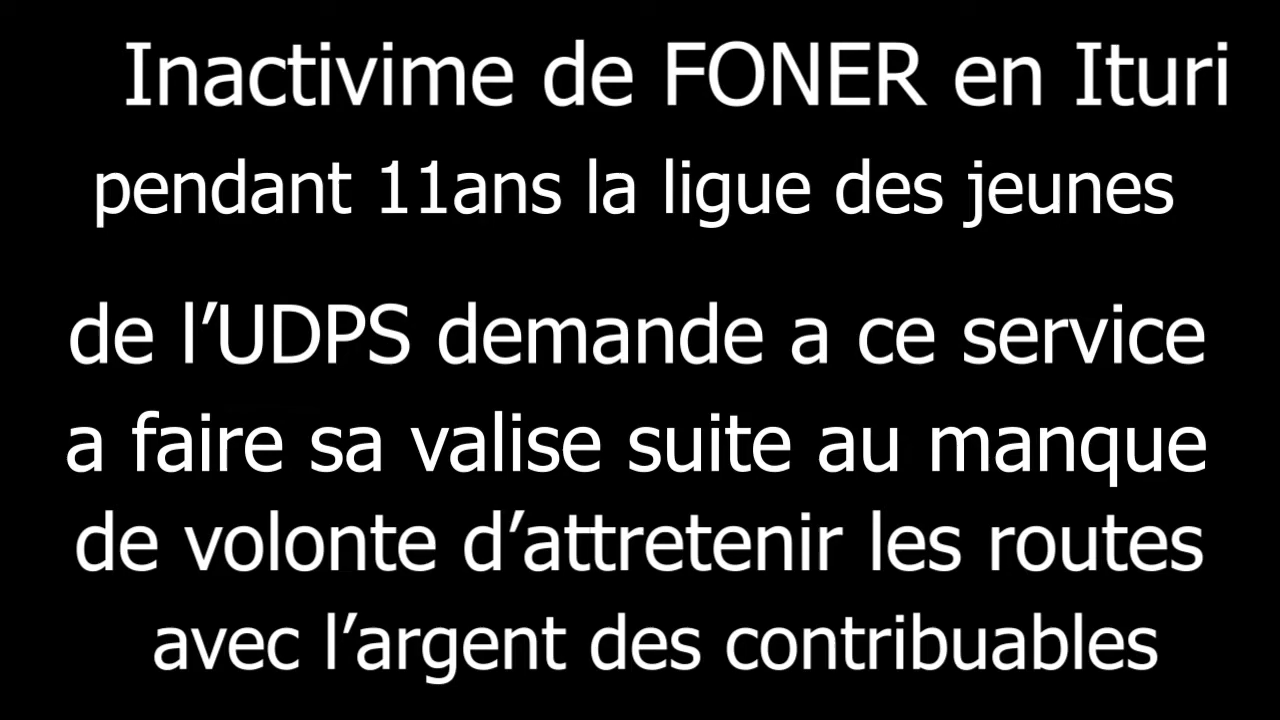 Inactivime de FONER en Ituri
pendant 11ans la ligue des jeunes
de l’UDPS demande a ce service
a faire sa valise suite au manque
de volonte d’attretenir les routes
avec l’argent des contribuables